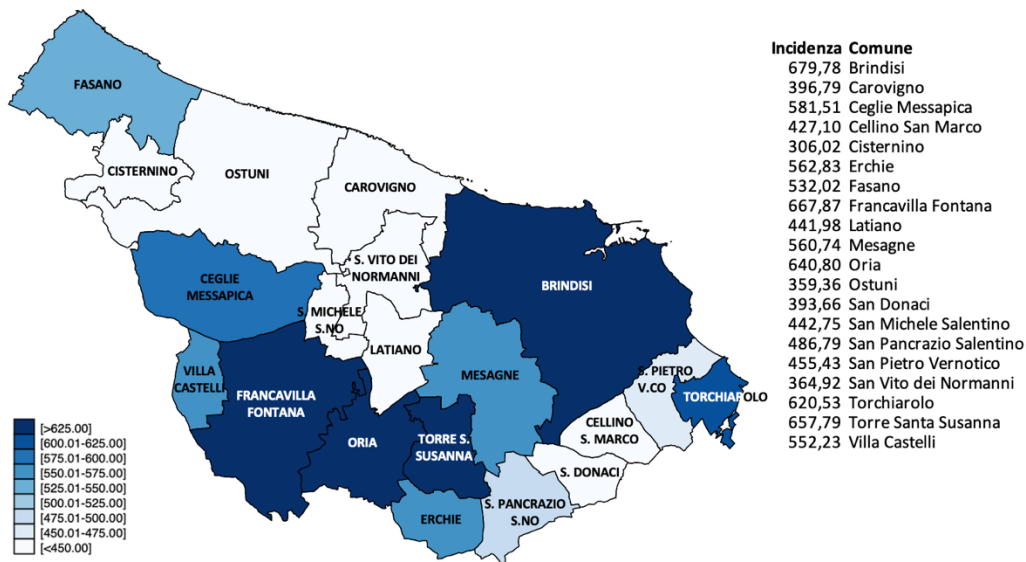 FASANO
CISTERNINO
OSTUNI
CAROVIGNO
S. VITO DEI
NORMANNI
CEGLIE
MESSAPICA
BRINDISI
S. MICHELE
S.NO
LATIANO
VILLA
CASTELLI
MESAGNE
S. PIETRO
V.CO
FRANCAVILLA
FONTANA
TORCHIAROLO
CELLINO
S. MARCO
ORIA
TORRE S.
SUSANNA
S. DONACI
S. PANCRAZIO
S.NO
ERCHIE
[>625.00]
[600.01-625.00]
[575.01-600.00]
[550.01-575.00]
[525.01-550.00]
[500.01-525.00]
[475.01-500.00]
[450.01-475.00]
[<450.00]
Incidenza Comune
679,78 Brindisi
396,79 Carovigno
581,51 Ceglie Messapica
427,10 Cellino San Marco
306,02 Cisternino
562,83 Erchie
532,02 Fasano
667,87 Francavilla Fontana
441,98 Latiano
560,74 Mesagne
640,80 Oria
359,36 Ostuni
393,66 San Donaci
442,75 San Michele Salentino
486,79 San Pancrazio Salentino
455,43 San Pietro Vernotico
364,92 San Vito dei Normanni
620,53 Torchiarolo
657,79 Torre Santa Susanna
552,23 Villa Castelli